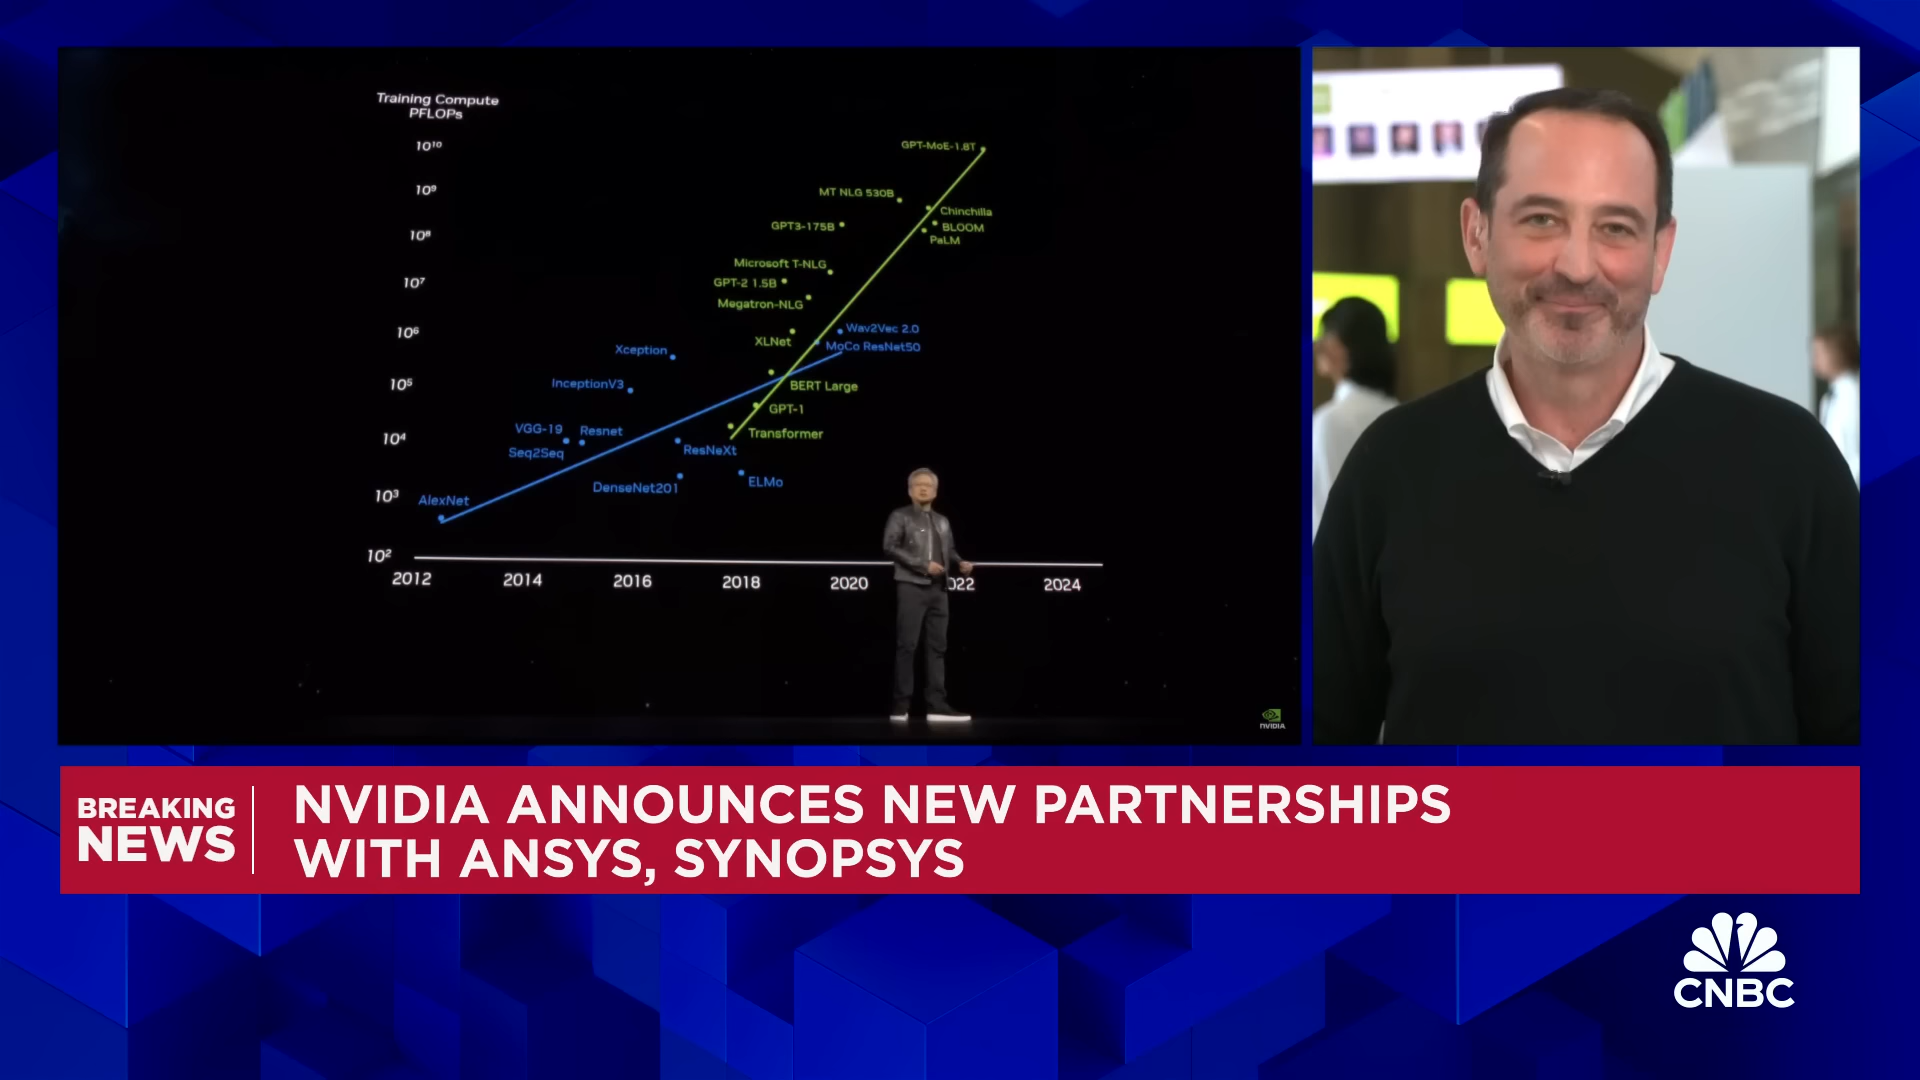 Training Compute
PFLOPs
10¹⁰
GPT-MoE-1.8T
10⁹
MT NLG 530B
Chinchilla
GPT3-175B
BLOOM
10⁸
PaLM
Microsoft T-NLG
10⁷
GPT-2 1.5B
Megatron-NLG
10⁶
Wav2Vec 2.0
XLNet
MoCo ResNet50
Xception
10⁵
InceptionV3
BERT Large
GPT-1
VGG-19
Resnet
Transformer
10⁴
Seq2Seq
ResNeXt
ELMo
DenseNet201
10³
AlexNet
10²
2012 2014 2016 2018 2020 022 2024
NVIDIA
BREAKING
NEWS
NVIDIA ANNOUNCES NEW PARTNERSHIPS
WITH ANSYS, SYNOPSYS
CNBC